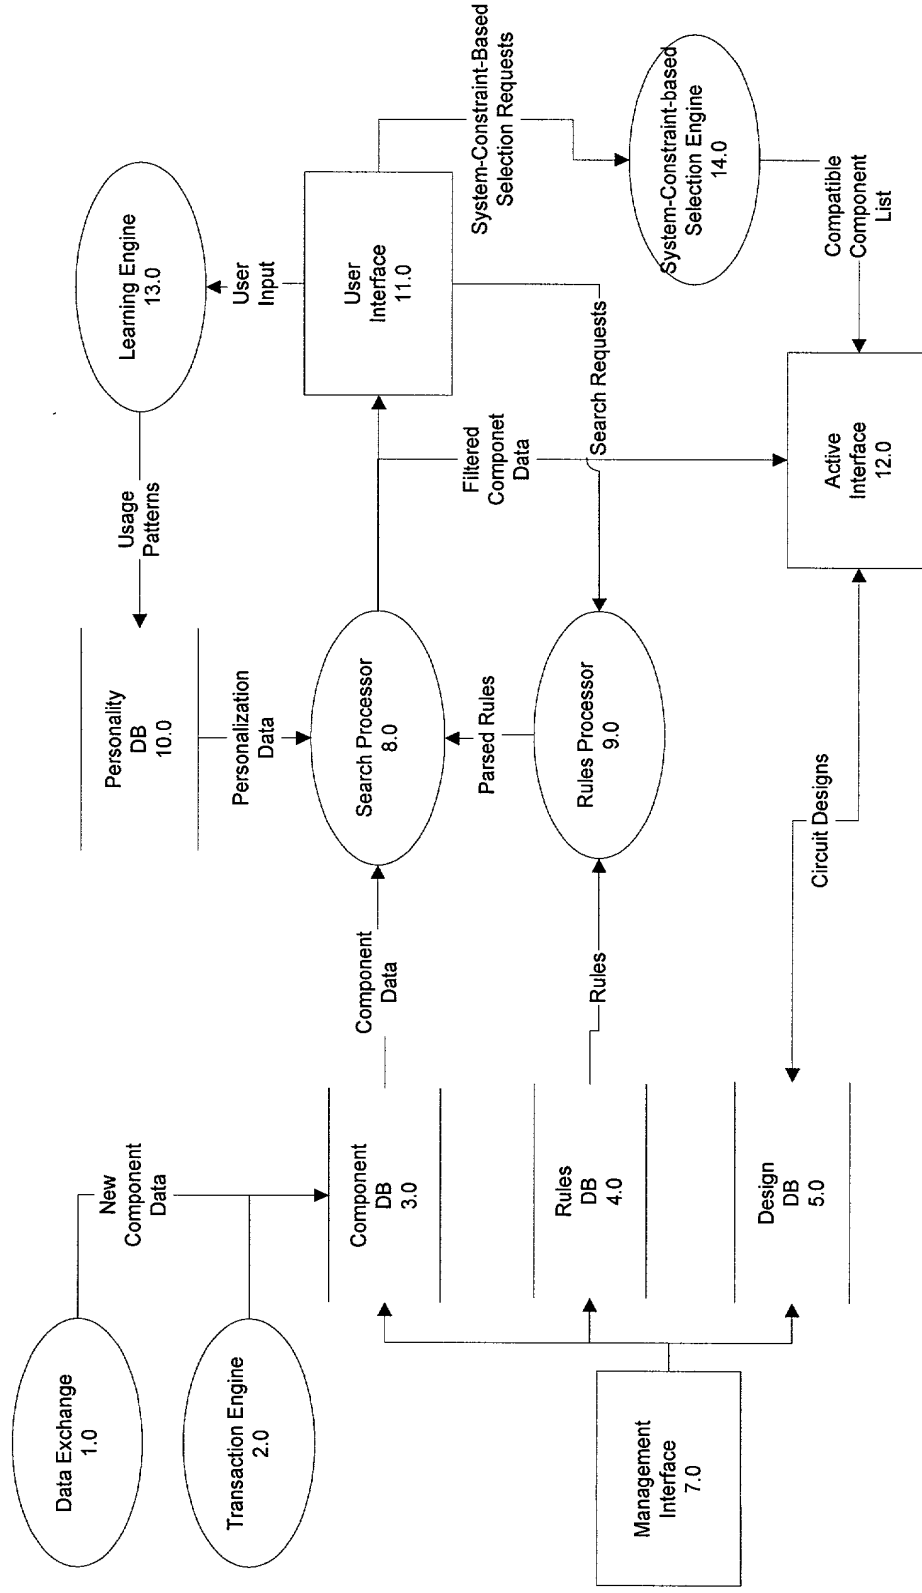 Data Exchange
1.0
Transaction Engine
2.0
New
Component
Data
Component
DB
3.0
Rules
DB
4.0
Design
DB
5.0
Management
Interface
7.0
Component
Data
Rules
Circuit Designs
Personality
DB
10.0
Personalization
Data
Search Processor
8.0
Parsed Rules
Rules Processor
9.0
Usage
Patterns
Learning Engine
13.0
User
Input
User
Interface
11.0
Filtered
Componet
Data
Search Requests
Active
Interface
12.0
System-Constraint-Based
Selection Requests
System-Constraint-based
Selection Engine
14.0
Compatible
Component
List